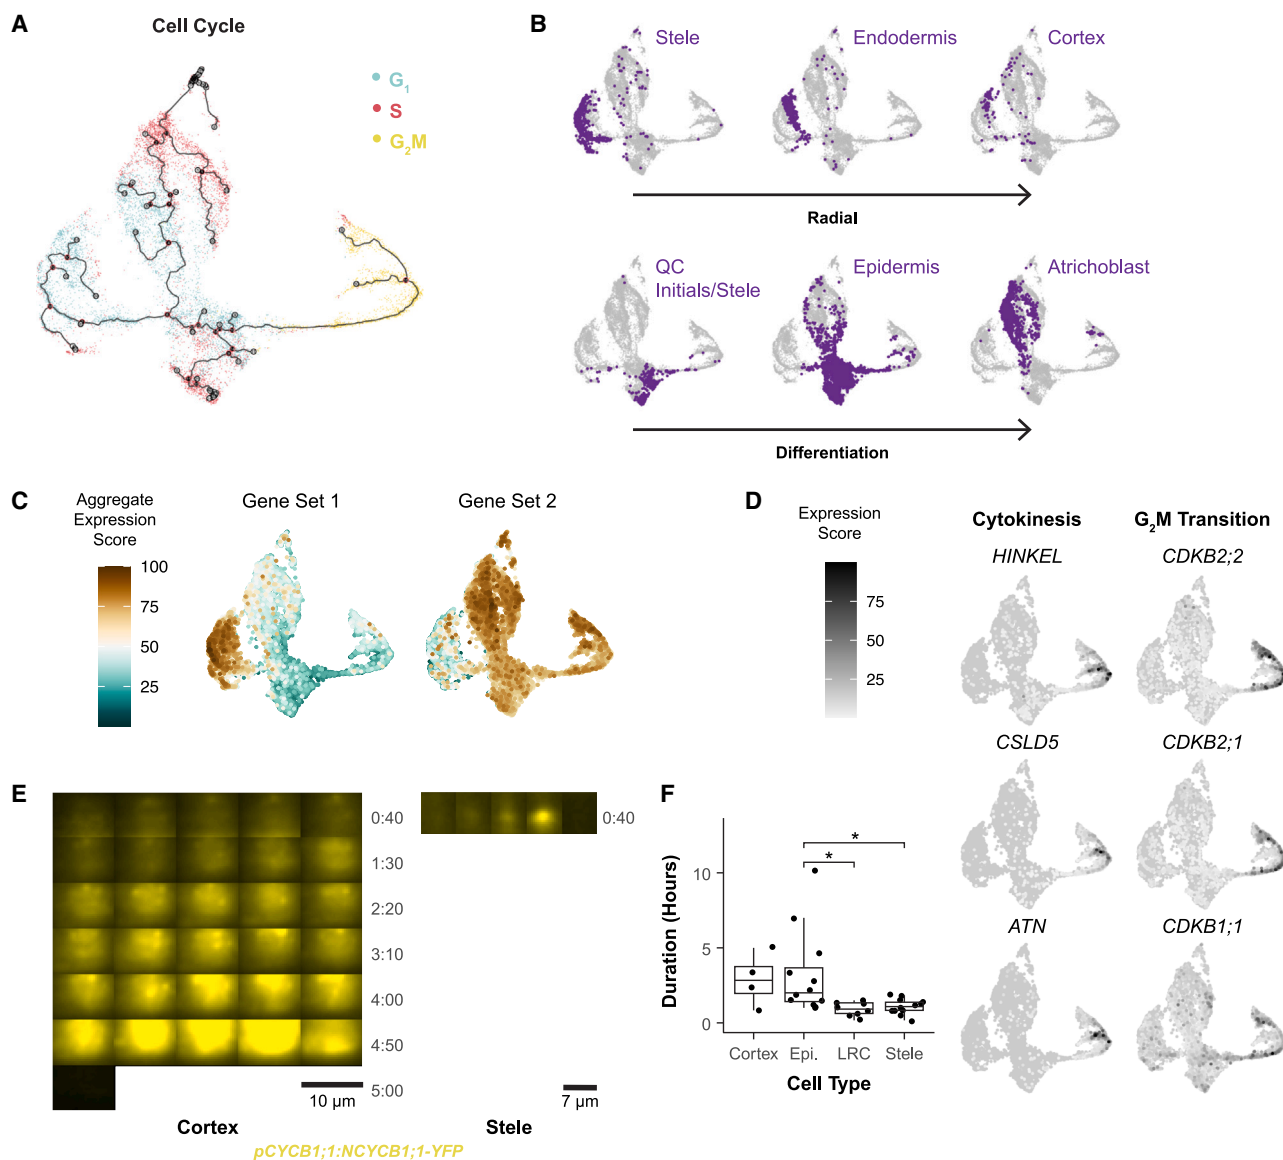 A
Cell Cycle
G1
S
G2M
B
Stele
Endodermis
Cortex
Radial
QC
Initials/Stele
Epidermis
Atrichoblast
Differentiation
C
Aggregate
Expression
Score
Gene Set 1
Gene Set 2
100
75
50
25
D
Expression
Score
75
50
25
Cytokinesis
G2M Transition
HINKEL
CDKB2;2
CSLD5
CDKB2;1
ATN
CDKB1;1
E
0:40
1:30
2:20
3:10
4:00
4:50
5:00
10 µm
Cortex
0:40
7 µm
Stele
pCYCB1;1:NCYCB1;1-YFP
F
Duration (Hours)
10
5
0
*
*
Cortex Epi. LRC Stele
Cell Type